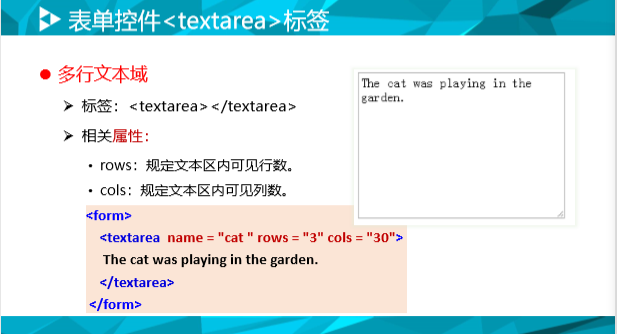 表单控件<textarea>标签
多行文本域
标签：<textarea></textarea>
相关属性：
rows：规定文本区内可见行数。
cols：规定文本区内可见列数。
<form>
<textarea name = "cat " rows = "3" cols = "30">
The cat was playing in the garden.
</textarea>
</form>
The cat was playing in the
garden.